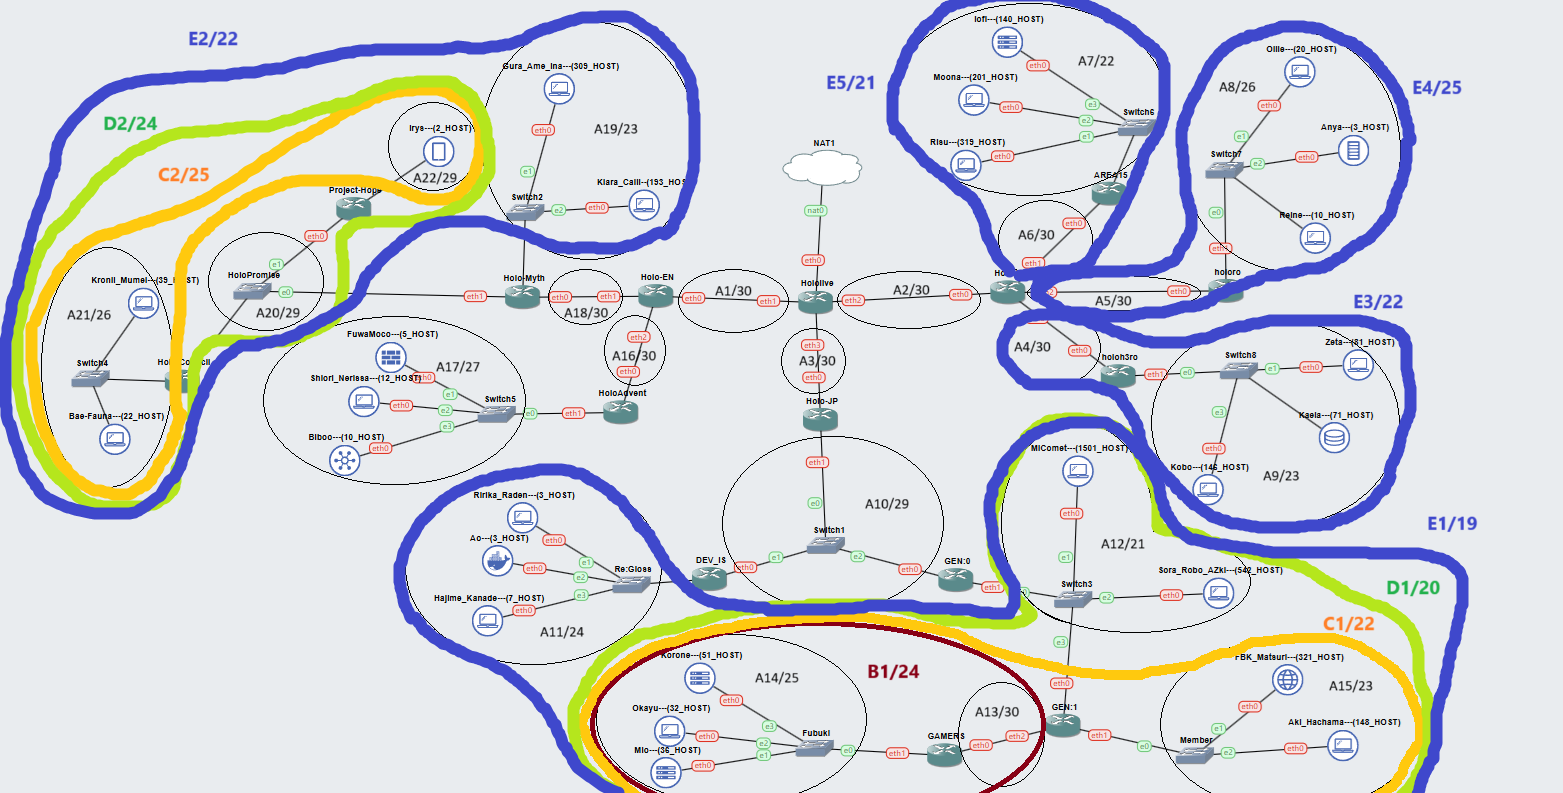 E2/22
D2/24
C2/25
Irys---(2_HOST)
A22/29
Project-Hope
eth0
e1
Gura_Ame_Ina---(309_HOST)
eth0
A19/23
e1
Kiara_Calli---(193_HOS
Switch2
e2
eth0
Kronii_Mumei---(39_HOST)
A21/26
Switch4
Bae-Fauna---(22_HOST)
HoloPromise
e0
A20/29
eth1
Holo-Myth
eth0
eth1
A18/30
Holo-EN
eth0
A1/30
eth1
eth2
A16/30
eth0
HoloAdvent
FuwaMoco---(5_HOST)
A17/27
eth0
Shiori_Nerissa---(12_HOST)
e1
eth0
e2
Switch5
e0
eth1
e3
Biboo---(10_HOST)
eth0
NAT1
nat0
eth0
Hololive
eth2
A2/30
eth0
eth3
A3/30
eth0
Holo-JP
eth1
E5/21
Iofi---(140_HOST)
eth0
A7/22
Moona---(201_HOST)
eth0
e3
e2
Switch6
e1
Risu---(319_HOST)
eth0
AREA15
eth0
A6/30
eth1
A5/30
eth0
E4/25
Ollie---(20_HOST)
A8/26
eth0
Anya---(3_HOST)
e1
Switch7
e2
eth0
Reine---(10_HOST)
e0
eth1
holoro
E3/22
A4/30
eth0
holoh3ro
eth1
e0
Switch8
e1
eth0
Zeta---(81_HOST)
e3
Kaela---(71_HOST)
eth0
Kobo---(146_HOST)
A9/23
E1/19
A10/29
e0
Switch1
e1
e2
eth0
DEV_IS
eth0
GEN:0
eth1
Ririka_Raden---(3_HOST)
eth0
Ao---(3_HOST)
e1
eth0
e2
Re:Gloss
Hajime_Kanade---(7_HOST)
e3
eth0
A11/24
MiComet---(1501_HOST)
eth0
A12/21
e1
Sora_Robo_AZki---(542_HOST)
Switch3
e2
eth0
e3
D1/20
C1/22
B1/24
Korone---(51_HOST)
A14/25
eth0
Okayu---(32_HOST)
e3
eth0
e2
Fubuki
Mio---(36_HOST)
e1
eth0
e0
eth1
GAMERS
A13/30
eth0
eth2
eth0
GEN:1
eth1
e0
Member
FBK_Matsuri---(321_HOST)
A15/23
eth0
e1
Aki_Hachama---(148_HOST)
e2
eth0